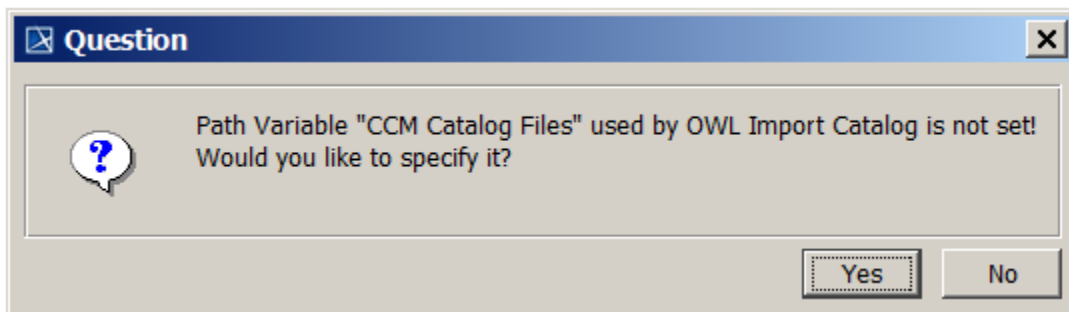 Question
Path Variable "CCM Catalog Files" used by OWL Import Catalog is not set!
Would you like to specify it?
Yes
No